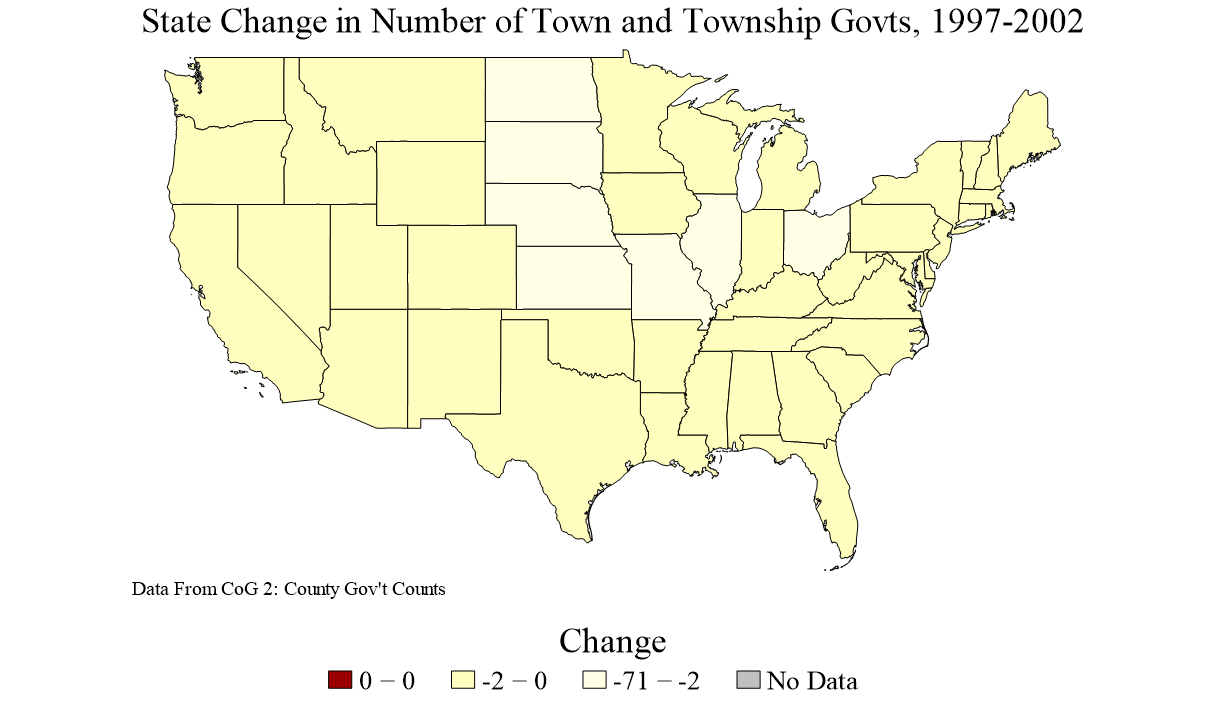 State Change in Number of Town and Township Govts, 1997-2002
Data From CoG 2: County Gov't Counts
Change
0 − 0 -2 − 0 -71 − -2 No Data